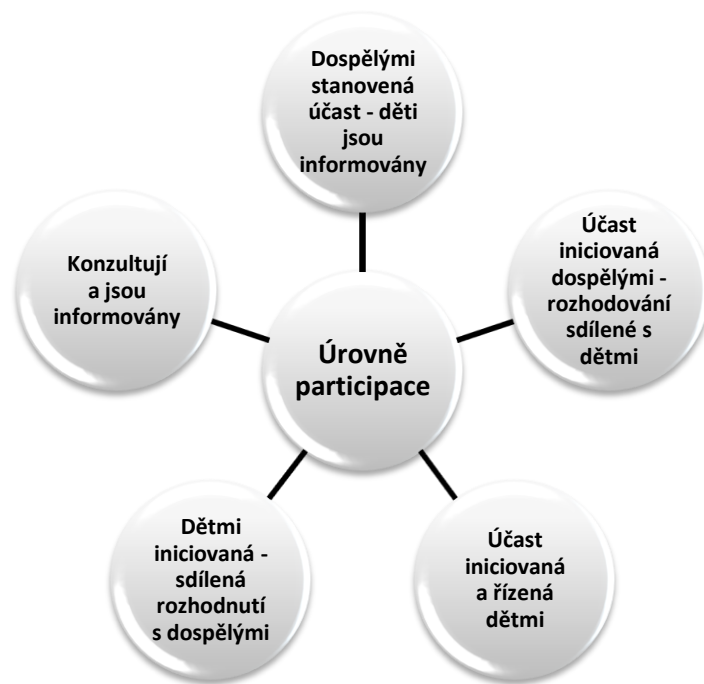 Dospělými
stanovená
účast - děti
jsou
informovány
Konzultují
a jsou
informovány
Účast
iniciovaná
dospělými -
rozhodování
sdílené s
dětmi
Úrovně
participace
Dětmi
iniciovaná -
sdílená
rozhodnutí
s dospělými
Účast
iniciovaná
a řízená
dětmi